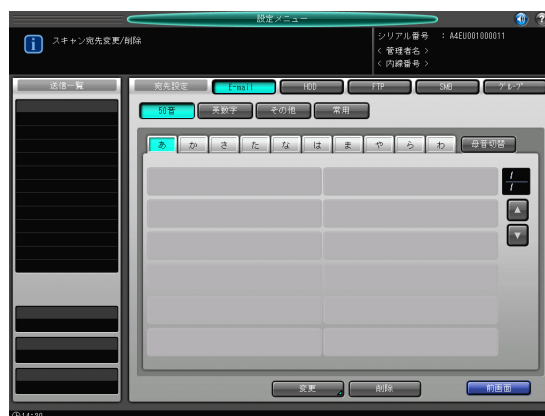 設定メニュー
?
i
スキャン宛先変更/削除
シリアル番号 : A4EU001000011
< 管理者名 >
< 内線番号 >
送信一覧
宛先設定 E-mail HDD FTP SMB グループ
50音 英数字 その他 常用
あ か さ た な は ま や ら わ 母音切替
1/1
変更 削除 前画面
14:30